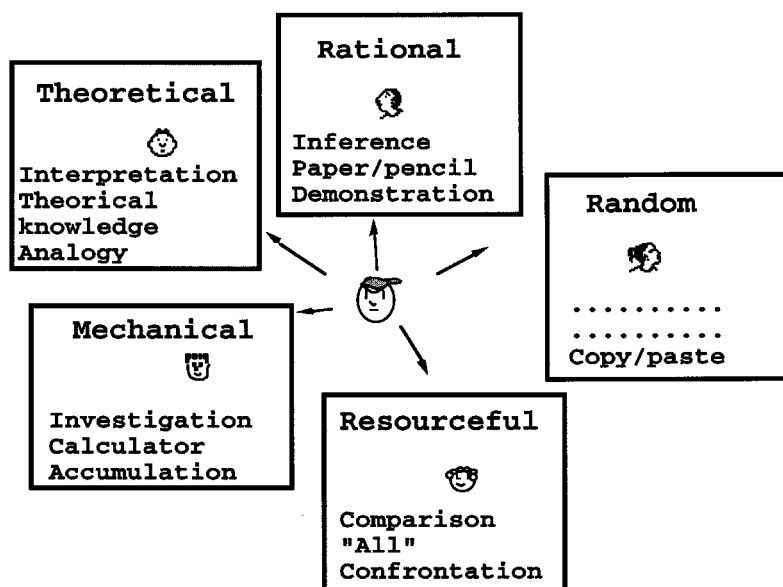 Theoretical
Interpretation
Theorical
knowledge
Analogy
Rational
Inference
Paper/pencil
Demonstration
Random
..........
..........
Copy/paste
Mechanical
Investigation
Calculator
Accumulation
Resourceful
Comparison
"All"
Confrontation